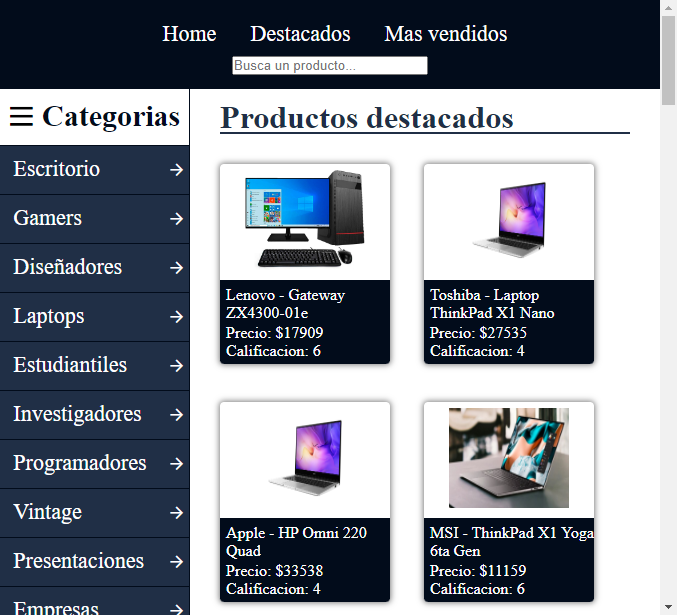 Home Destacados Mas vendidos
Busca un producto...
Categorias
Escritorio
Gamers
Diseñadores
Laptops
Estudiantiles
Investigadores
Programadores
Vintage
Presentaciones
Empresas
Productos destacados
Lenovo - Gateway
ZX4300-01e
Precio: $17909
Calificacion: 6
Toshiba - Laptop
ThinkPad X1 Nano
Precio: $27535
Calificacion: 4
Apple - HP Omni 220
Quad
Precio: $33538
Calificacion: 4
MSI - ThinkPad X1 Yoga
6ta Gen
Precio: $11159
Calificacion: 6